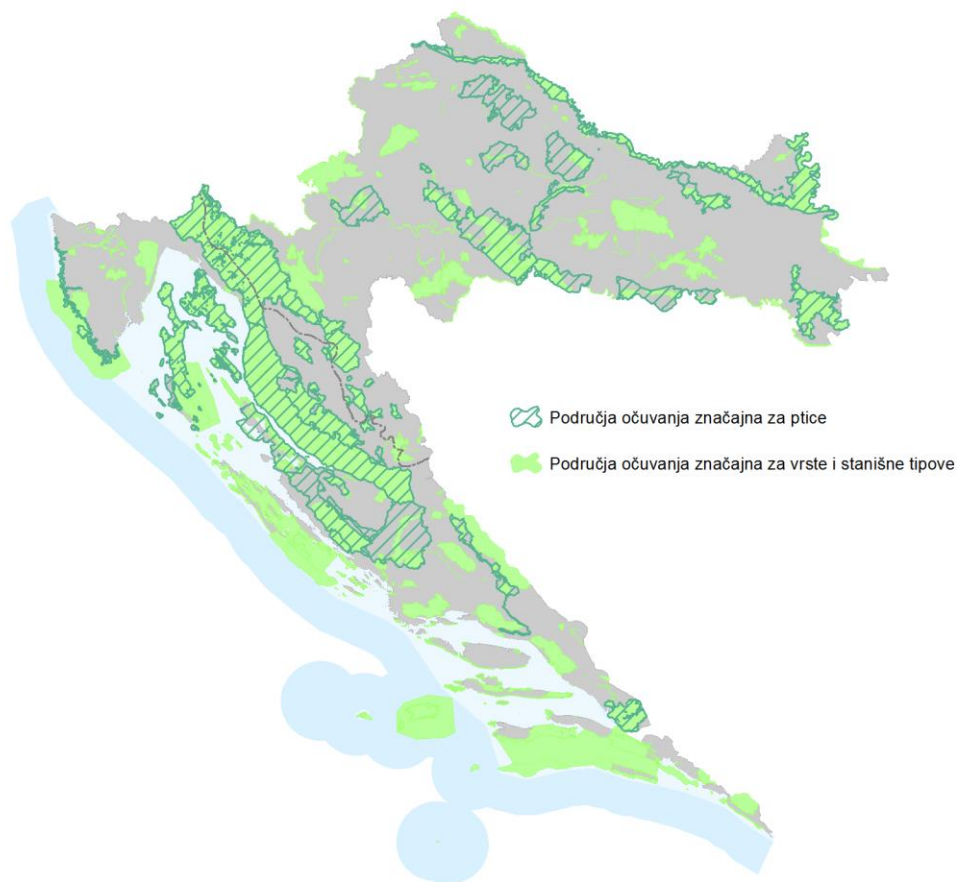 Područja očuvanja značajna za ptice
Područja očuvanja značajna za vrste i stanišne tipove